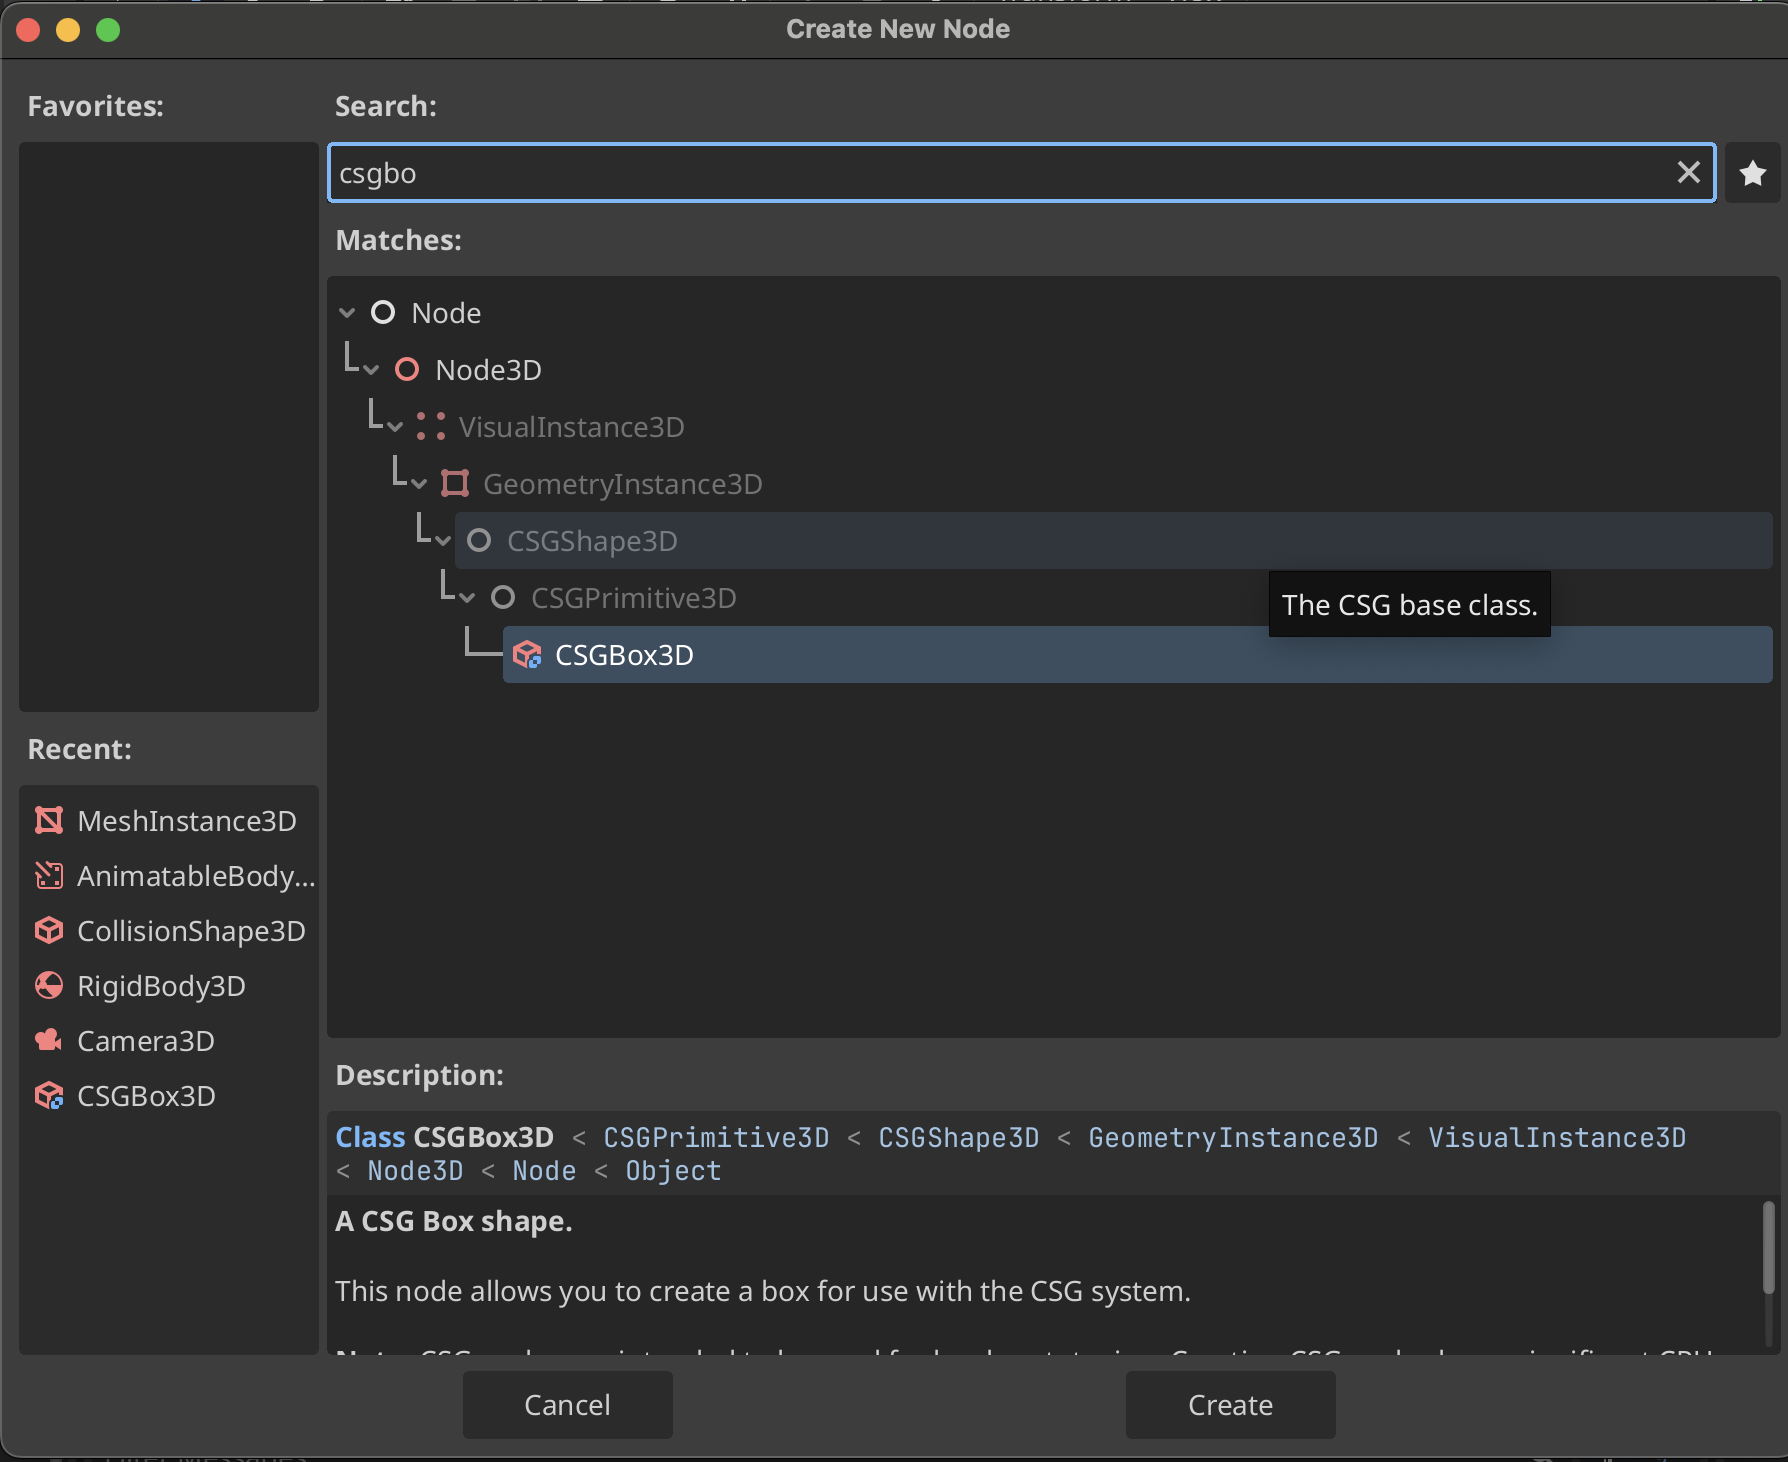 Create New Node
Favorites:
Search:
csgbo
Matches:
Node
Node3D
VisualInstance3D
GeometryInstance3D
CSGShape3D
CSGPrimitive3D
The CSG base class.
CSGBox3D
Recent:
MeshInstance3D
AnimatableBody...
CollisionShape3D
RigidBody3D
Camera3D
CSGBox3D
Description:
Class CSGBox3D < CSGPrimitive3D < CSGShape3D < GeometryInstance3D < VisualInstance3D
< Node3D < Node < Object
A CSG Box shape.
This node allows you to create a box for use with the CSG system.
Cancel
Create